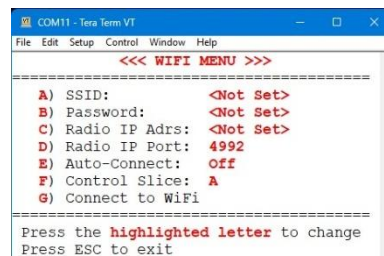 COM11 - Tera Term VT
File Edit Setup Control Window Help
<<< WIFI MENU >>>
========================================
A) SSID: <Not Set>
B) Password: <Not Set>
C) Radio IP Adrs: <Not Set>
D) Radio IP Port: 4992
E) Auto-Connect: Off
F) Control Slice: A
G) Connect to WiFi
========================================
Press the highlighted letter to change
Press ESC to exit